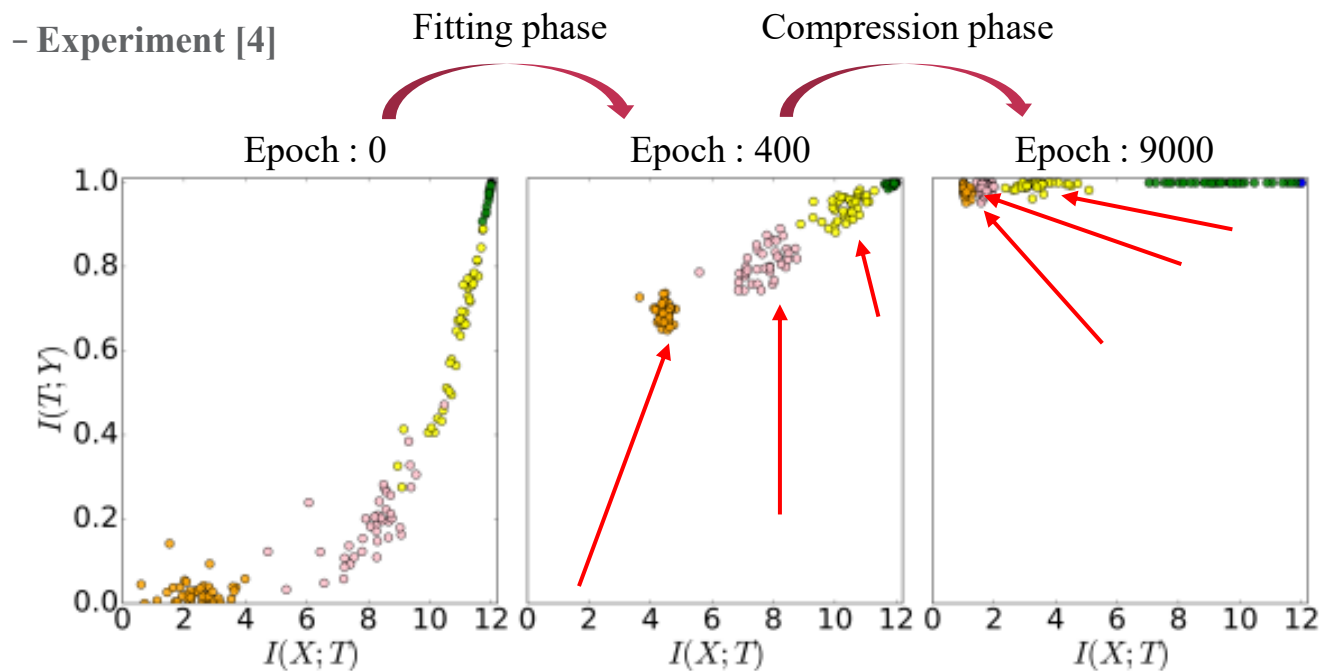 – Experiment [4]
Fitting phase
Compression phase
Epoch : 0
Epoch : 400
Epoch : 9000
1.0
0.8
0.6
0.4
0.2
0.0
I(T;Y)
0 2 4 6 8 10 12
0 2 4 6 8 10 12
0 2 4 6 8 10 12
I(X;T)
I(X;T)
I(X;T)